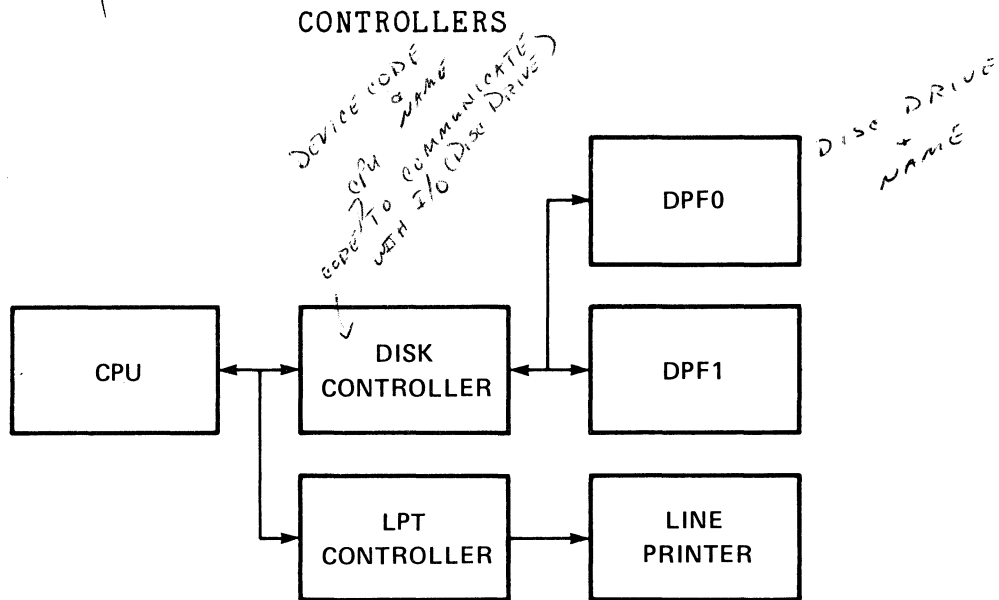 CONTROLLERS
DEVICE CODE
&
NAME
CODE CPU
TO COMMUNICATE
WITH I/O (DISC DRIVE)
DISC DRIVE
+
NAME
DPF0
CPU
DISK
CONTROLLER
DPF1
LPT
CONTROLLER
LINE
PRINTER